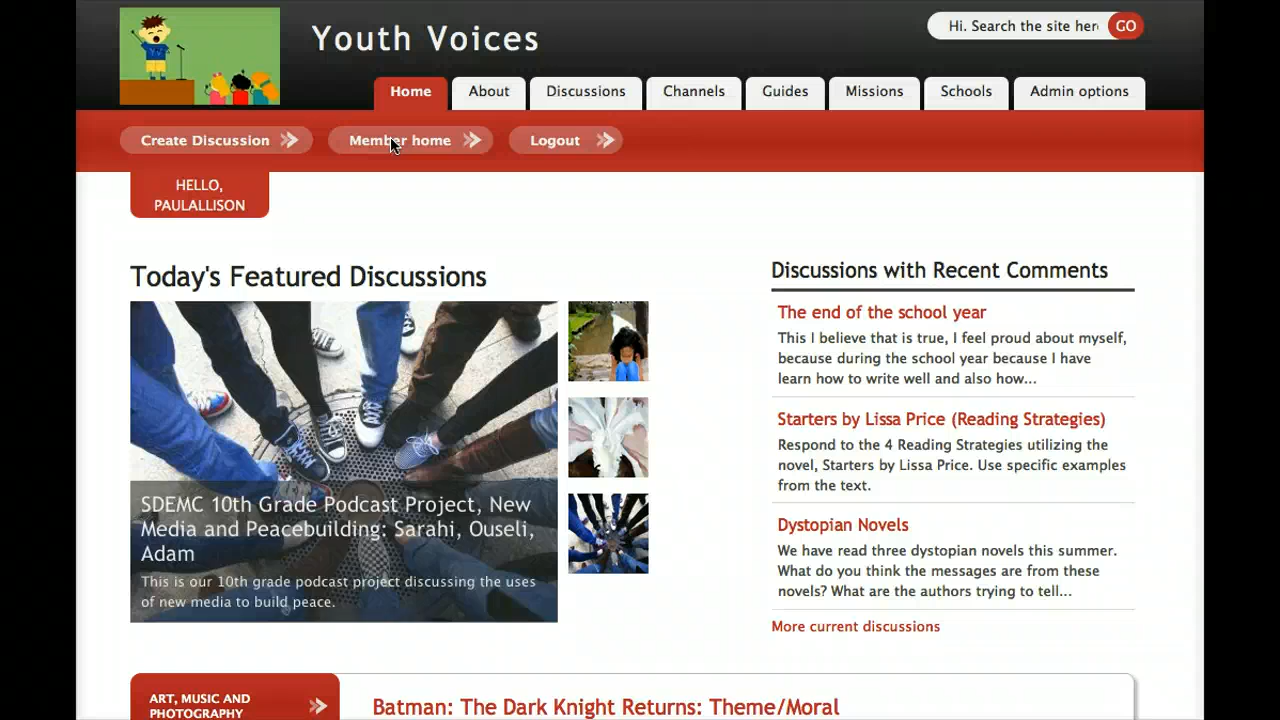 Youth Voices
Hi. Search the site her
GO
Home
About
Discussions
Channels
Guides
Missions
Schools
Admin options
Create Discussion
Member home
Logout
HELLO,
PAULALLISON
Today's Featured Discussions
SDEMC 10th Grade Podcast Project, New
Media and Peacebuilding: Sarahi, Ouseli,
Adam
This is our 10th grade podcast project discussing the uses
of new media to build peace.
Discussions with Recent Comments
The end of the school year
This I believe that is true, I feel proud about myself,
because during the school year because I have
learn how to write well and also how...
Starters by Lissa Price (Reading Strategies)
Respond to the 4 Reading Strategies utilizing the
novel, Starters by Lissa Price. Use specific examples
from the text.
Dystopian Novels
We have read three dystopian novels this summer.
What do you think the messages are from these
novels? What are the authors trying to tell...
More current discussions
ART, MUSIC AND
PHOTOGRAPHY
Batman: The Dark Knight Returns: Theme/Moral